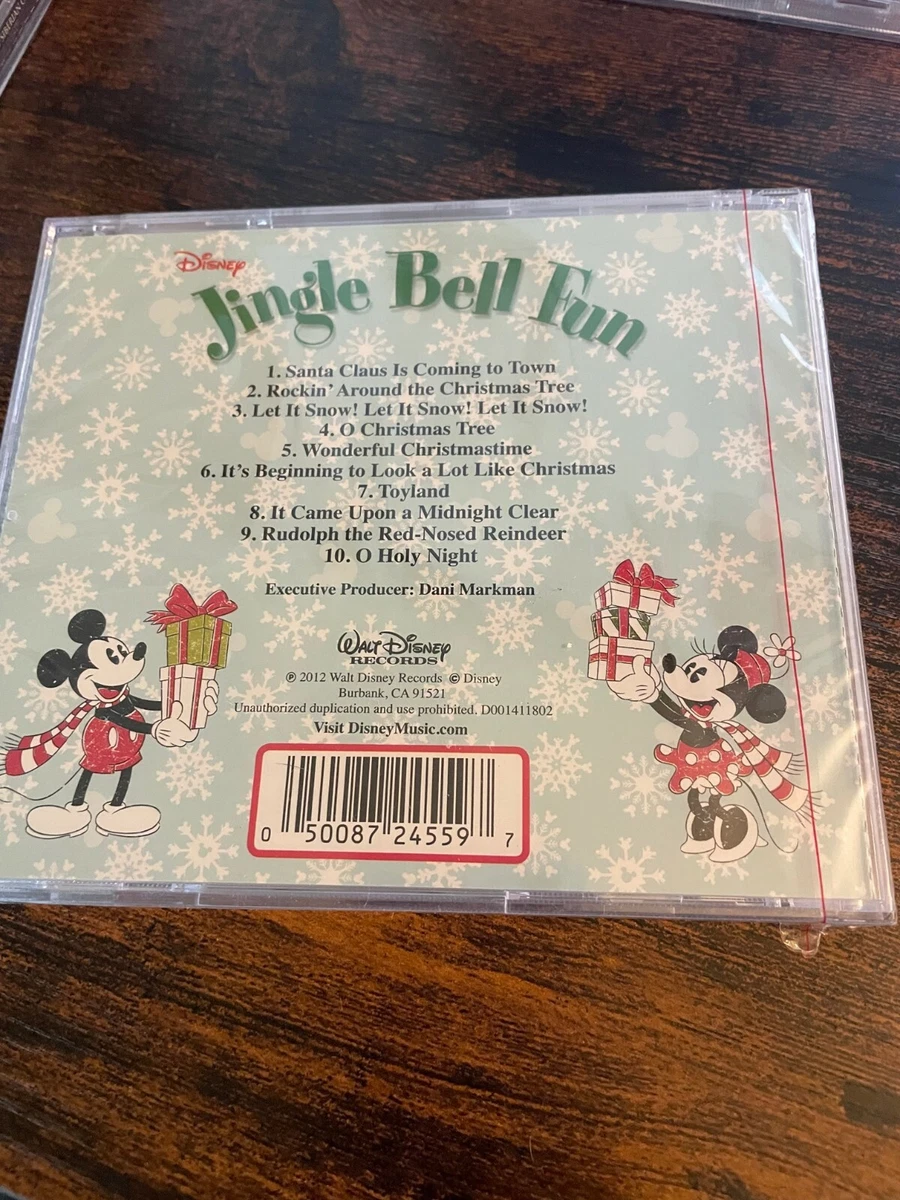 Disney
Jingle Bell Fun
1. Santa Claus Is Coming to Town
2. Rockin' Around the Christmas Tree
3. Let It Snow! Let It Snow! Let It Snow!
4. O Christmas Tree
5. Wonderful Christmastime
6. It's Beginning to Look a Lot Like Christmas
7. Toyland
8. It Came Upon a Midnight Clear
9. Rudolph the Red-Nosed Reindeer
10. O Holy Night
Executive Producer: Dani Markman
Walt Disney
RECORDS
℗ 2012 Walt Disney Records © Disney
Burbank, CA 91521
Unauthorized duplication and use prohibited. D001411802
Visit DisneyMusic.com
0 50087 24559 7